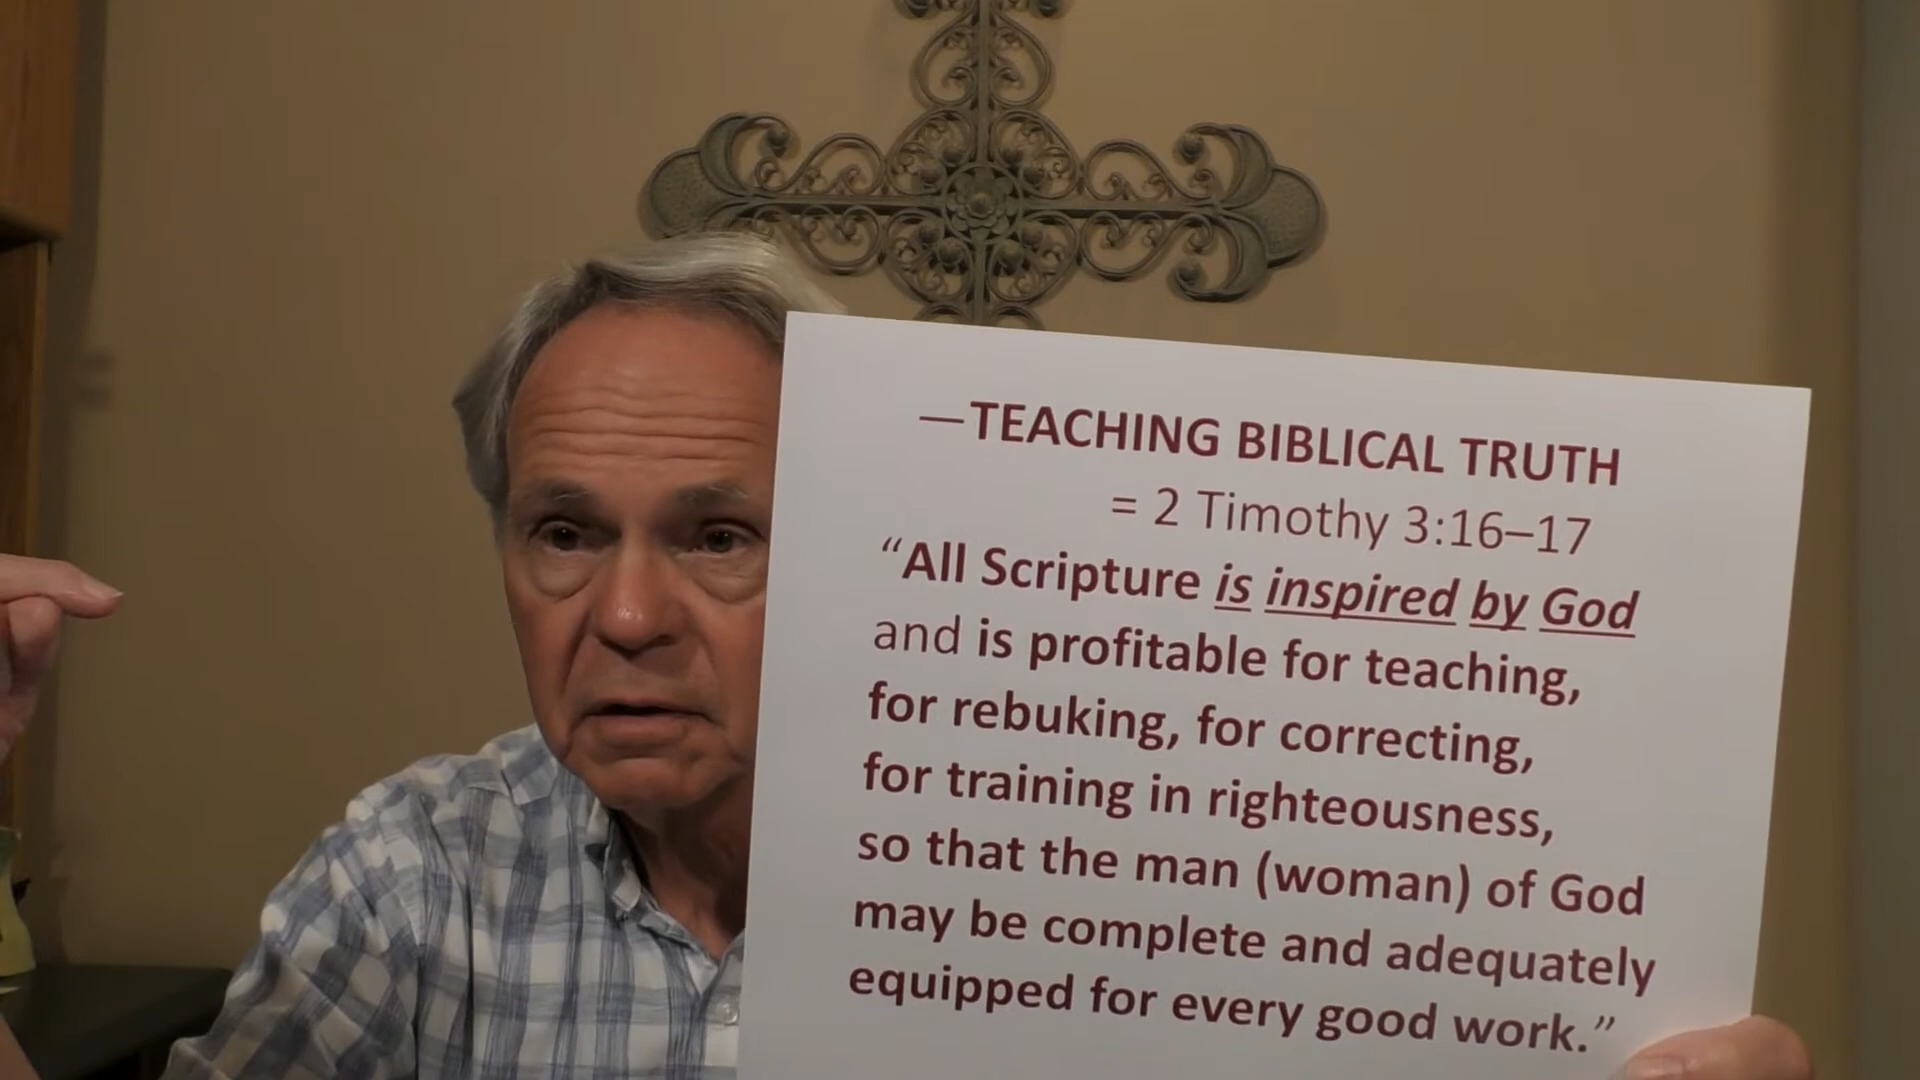 —TEACHING BIBLICAL TRUTH
= 2 Timothy 3:16–17
“All Scripture is inspired by God
and is profitable for teaching,
for rebuking, for correcting,
for training in righteousness,
so that the man (woman) of God
may be complete and adequately
equipped for every good work.”